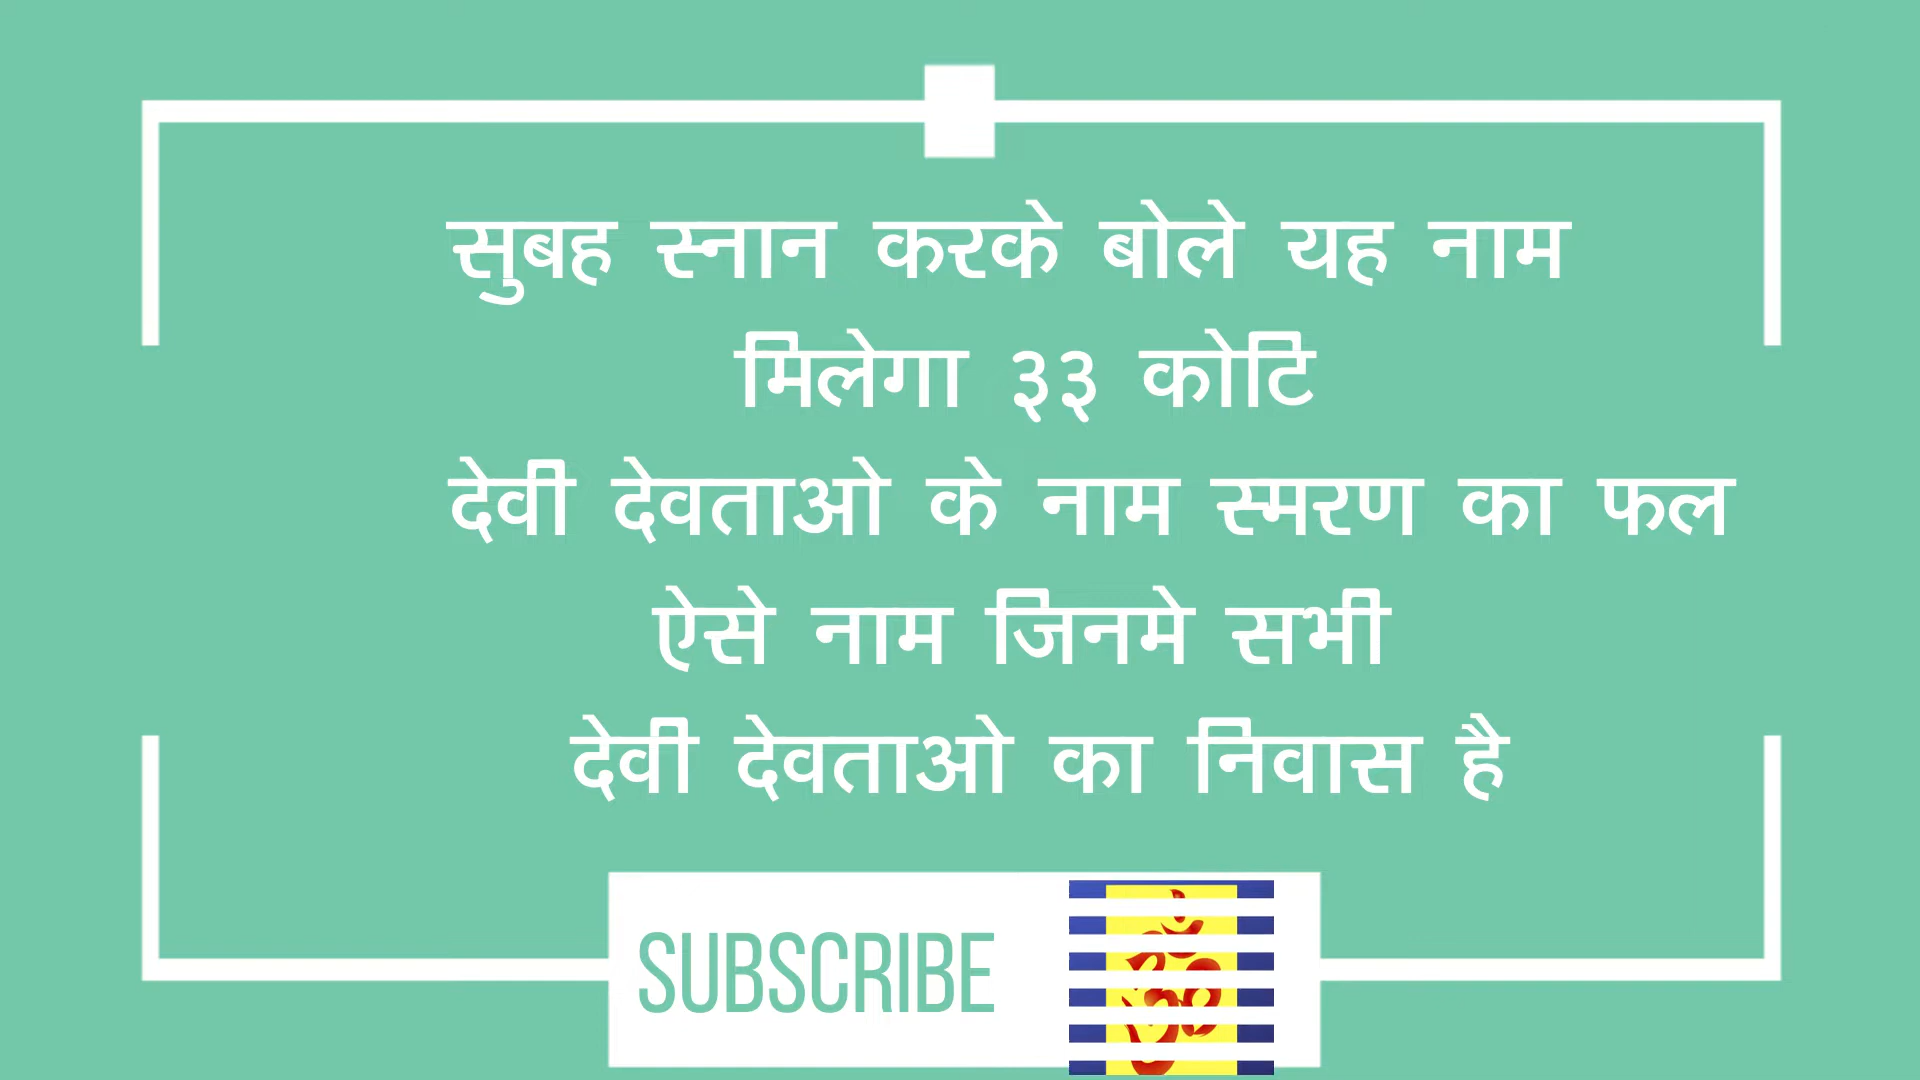 सुबह स्नान करके बोले यह नाम
मिलेगा ३३ कोटि
देवी देवताओ के नाम स्मरण का फल
ऐसे नाम जिनमे सभी
देवी देवताओ का निवास है
SUBSCRIBE
ॐ